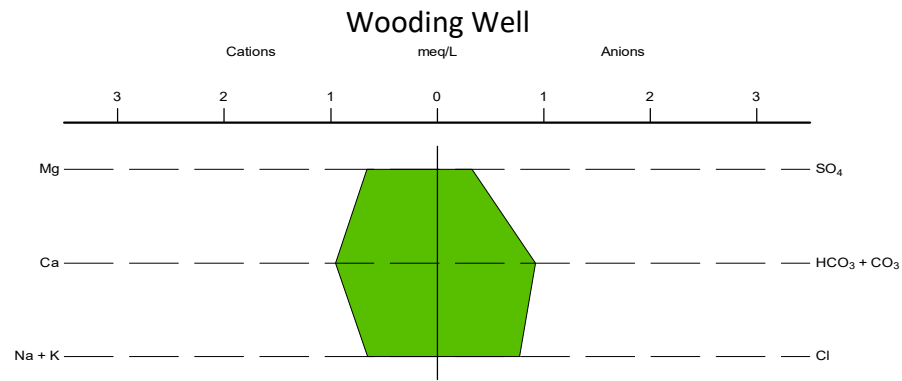 Wooding Well
Cations meq/L Anions
3 2 1 0 1 2 3
Mg SO₄
Ca HCO₃ + CO₃
Na + K Cl